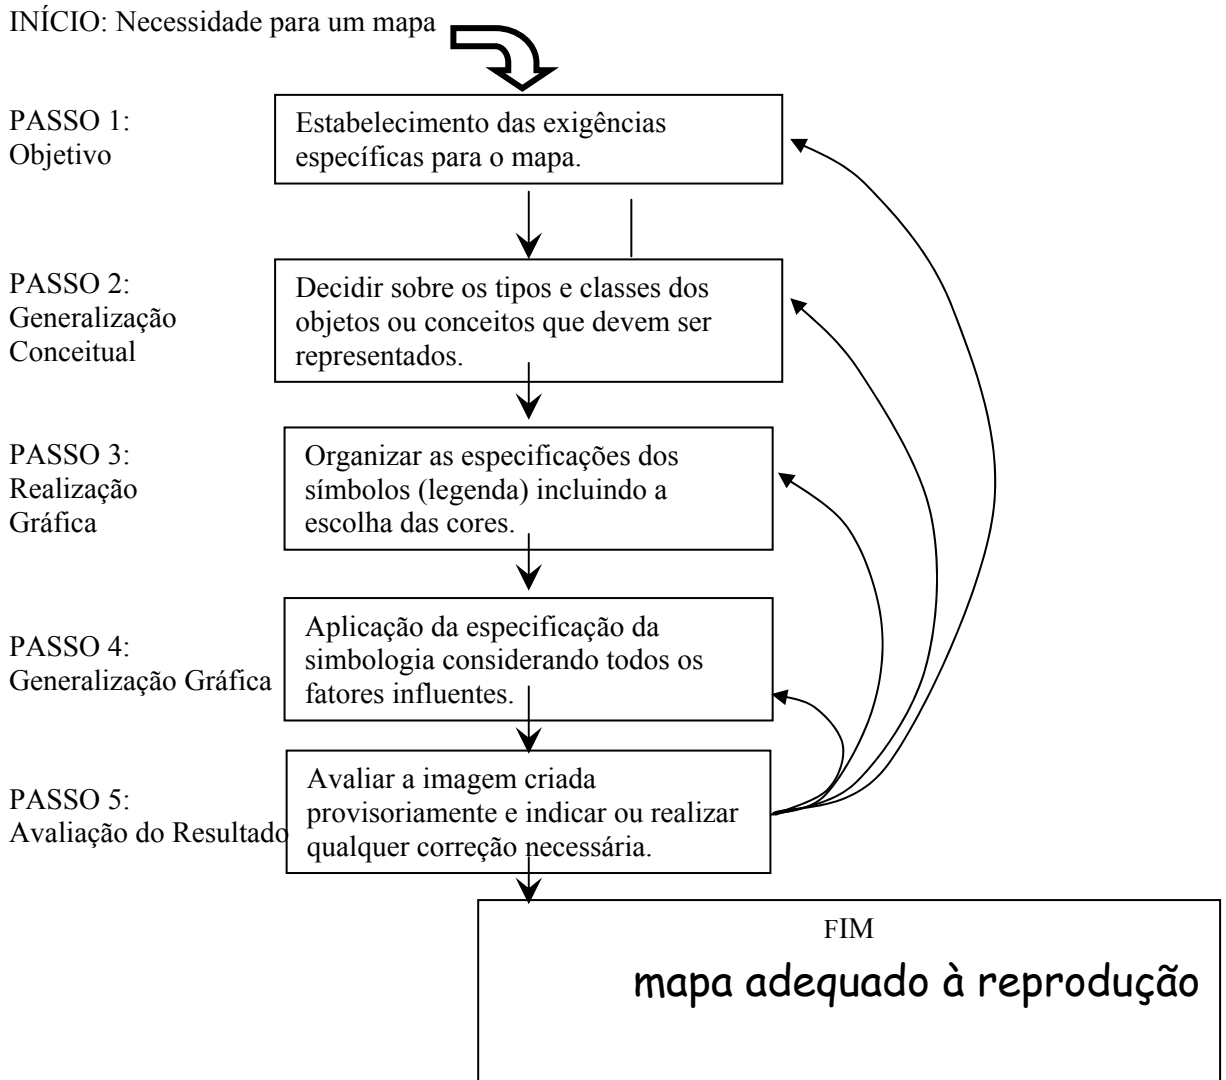 INÍCIO: Necessidade para um mapa
PASSO 1:
Objetivo
Estabelecimento das exigências
específicas para o mapa.
PASSO 2:
Generalização
Conceitual
Decidir sobre os tipos e classes dos
objetos ou conceitos que devem ser
representados.
PASSO 3:
Realização
Gráfica
Organizar as especificações dos
símbolos (legenda) incluindo a
escolha das cores.
PASSO 4:
Generalização Gráfica
Aplicação da especificação da
simbologia considerando todos os
fatores influentes.
PASSO 5:
Avaliação do Resultado
Avaliar a imagem criada
provisoriamente e indicar ou realizar
qualquer correção necessária.
FIM
mapa adequado à reprodução